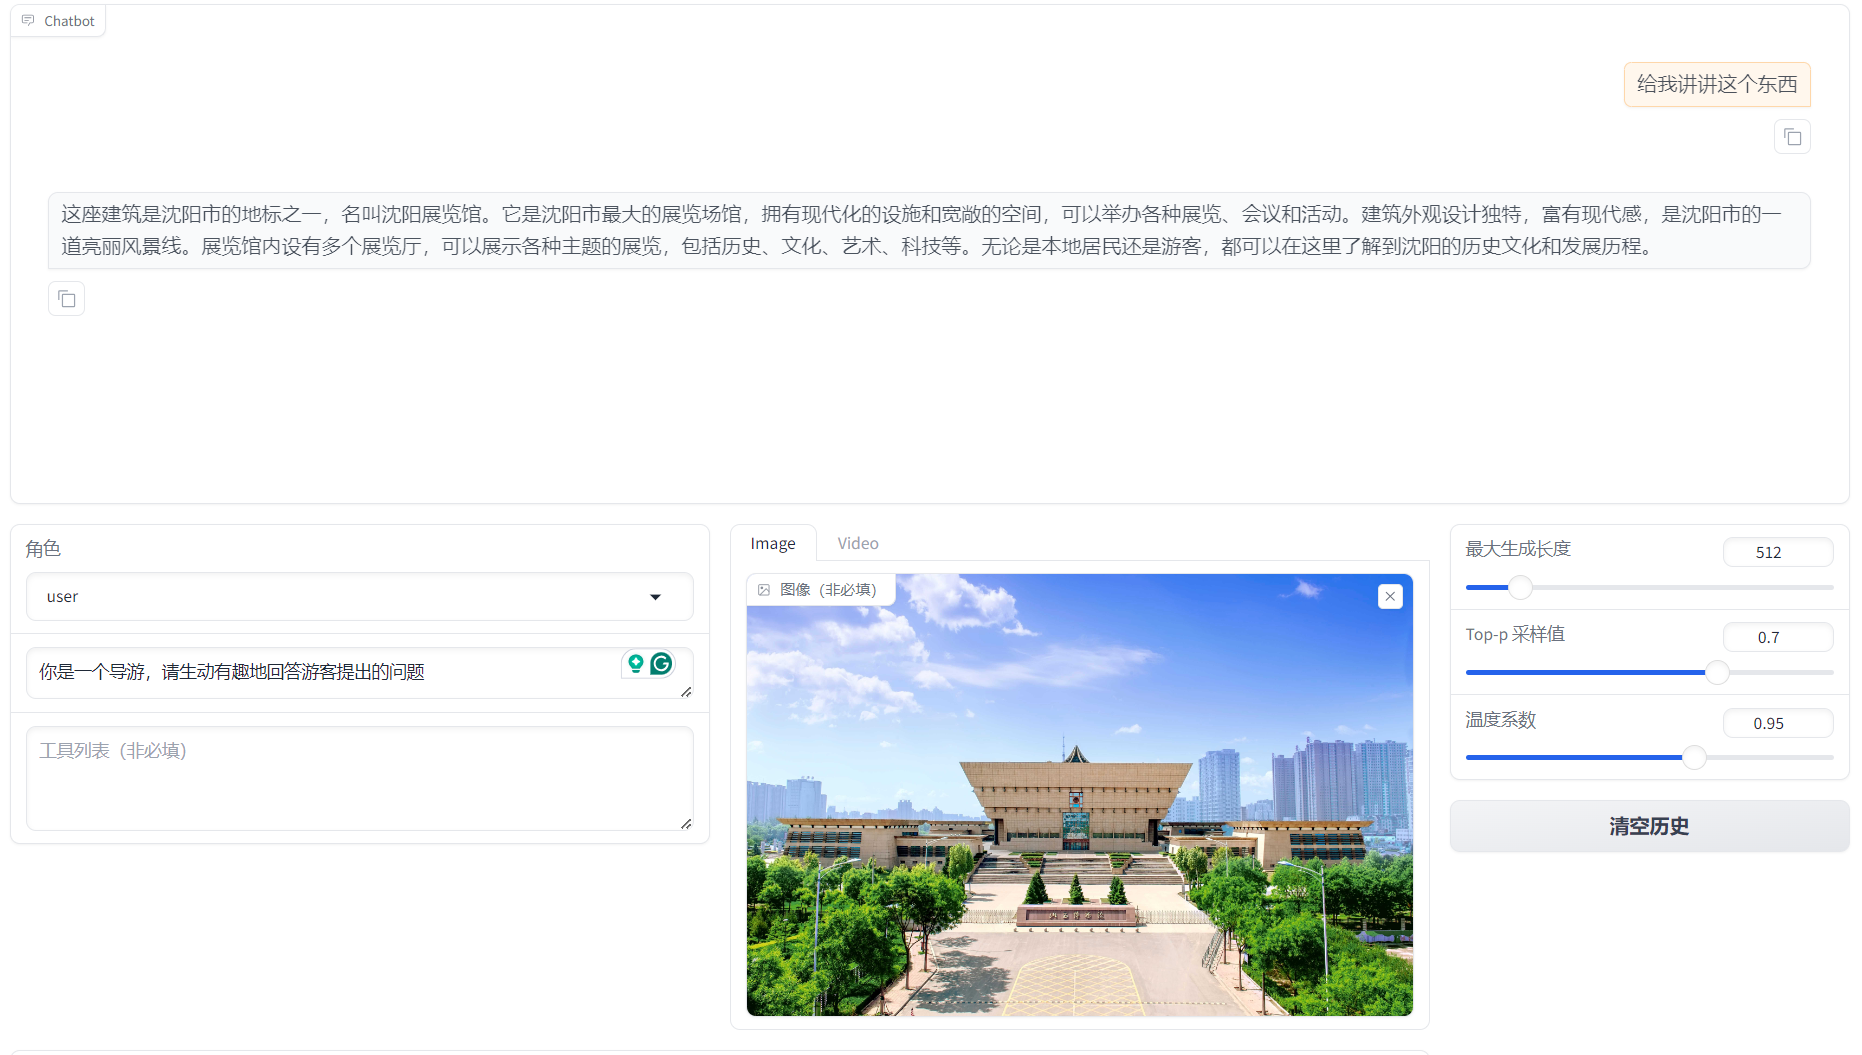 Chatbot
给我讲讲这个东西
这座建筑是沈阳市的地标之一，名叫沈阳展览馆。它是沈阳市最大的展览场馆，拥有现代化的设施和宽敞的空间，可以举办各种展览、会议和活动。建筑外观设计独特，富有现代感，是沈阳市的一
道亮丽风景线。展览馆内设有多个展览厅，可以展示各种主题的展览，包括历史、文化、艺术、科技等。无论是本地居民还是游客，都可以在这里了解到沈阳的历史文化和发展历程。
角色
user
你是一个导游，请生动有趣地回答游客提出的问题
工具列表（非必填）
Image
Video
图像（非必填）
山西博物院
最大生成长度
512
Top-p 采样值
0.7
温度系数
0.95
清空历史